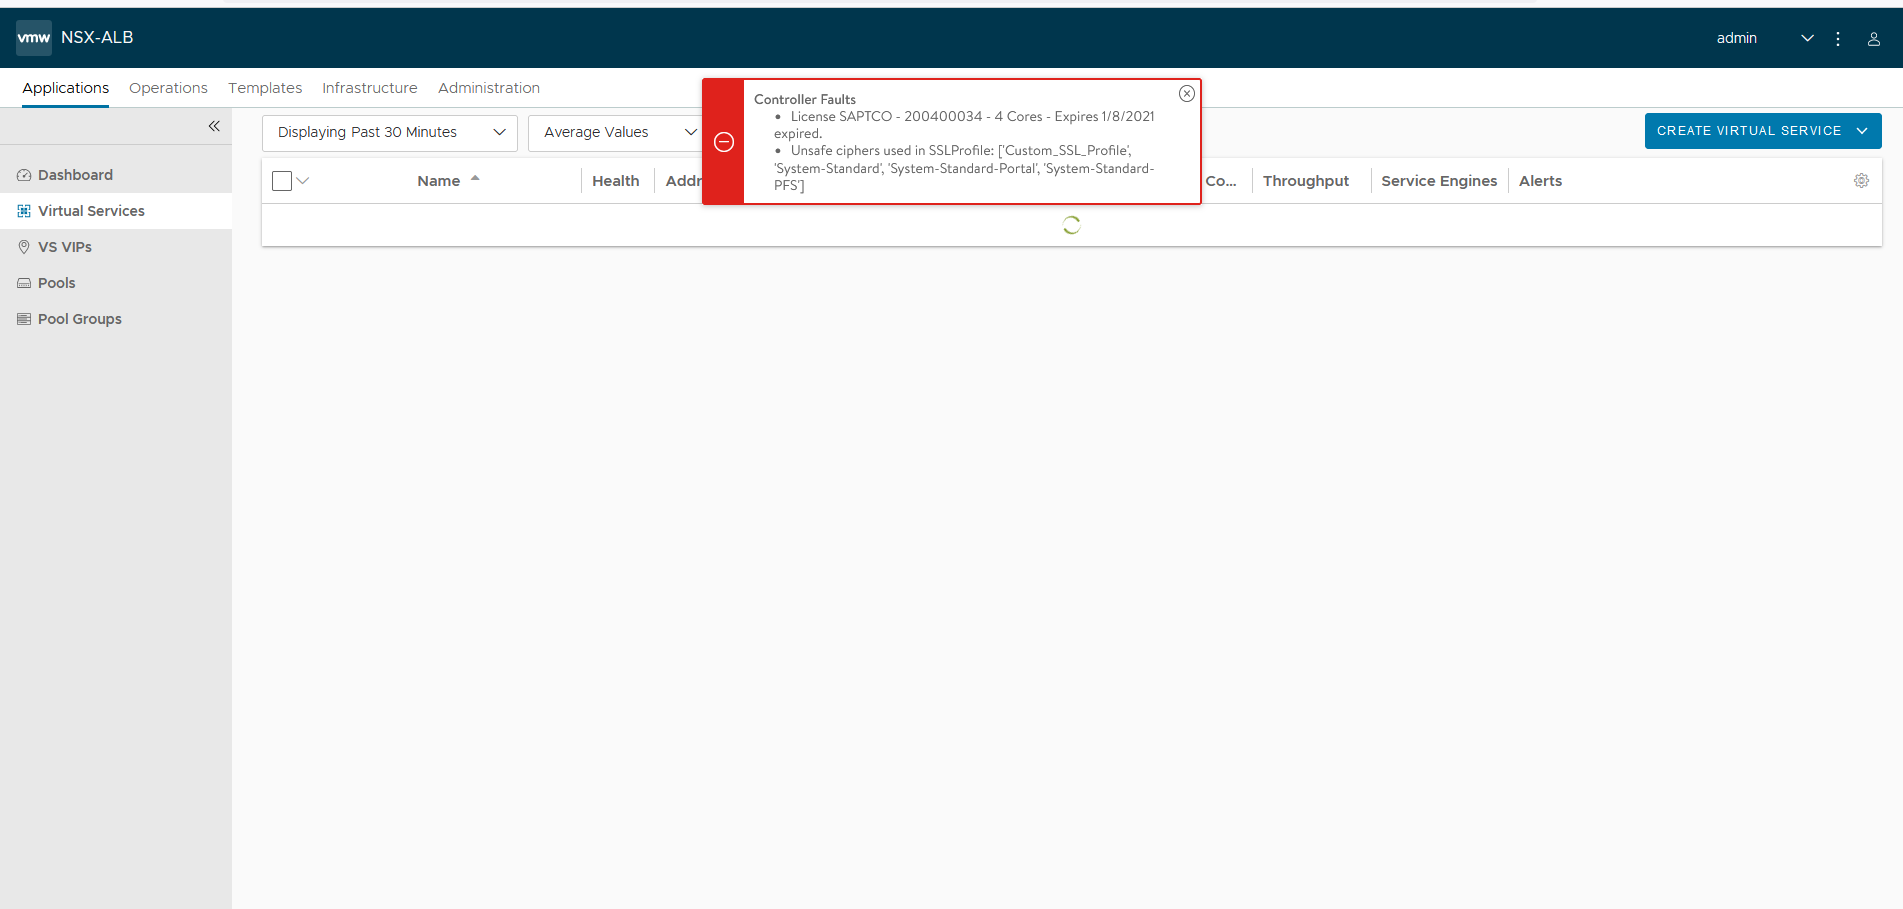 vmw NSX-ALB
admin
Applications Operations Templates Infrastructure Administration
Controller Faults
License SAPTCO - 200400034 - 4 Cores - Expires 1/8/2021
expired.
Unsafe ciphers used in SSLProfile: ['Custom_SSL_Profile',
'System-Standard', 'System-Standard-Portal', 'System-Standard-
PFS']
Displaying Past 30 Minutes Average Values
CREATE VIRTUAL SERVICE
Name Health Addr Co... Throughput Service Engines Alerts
Dashboard
Virtual Services
VS VIPs
Pools
Pool Groups